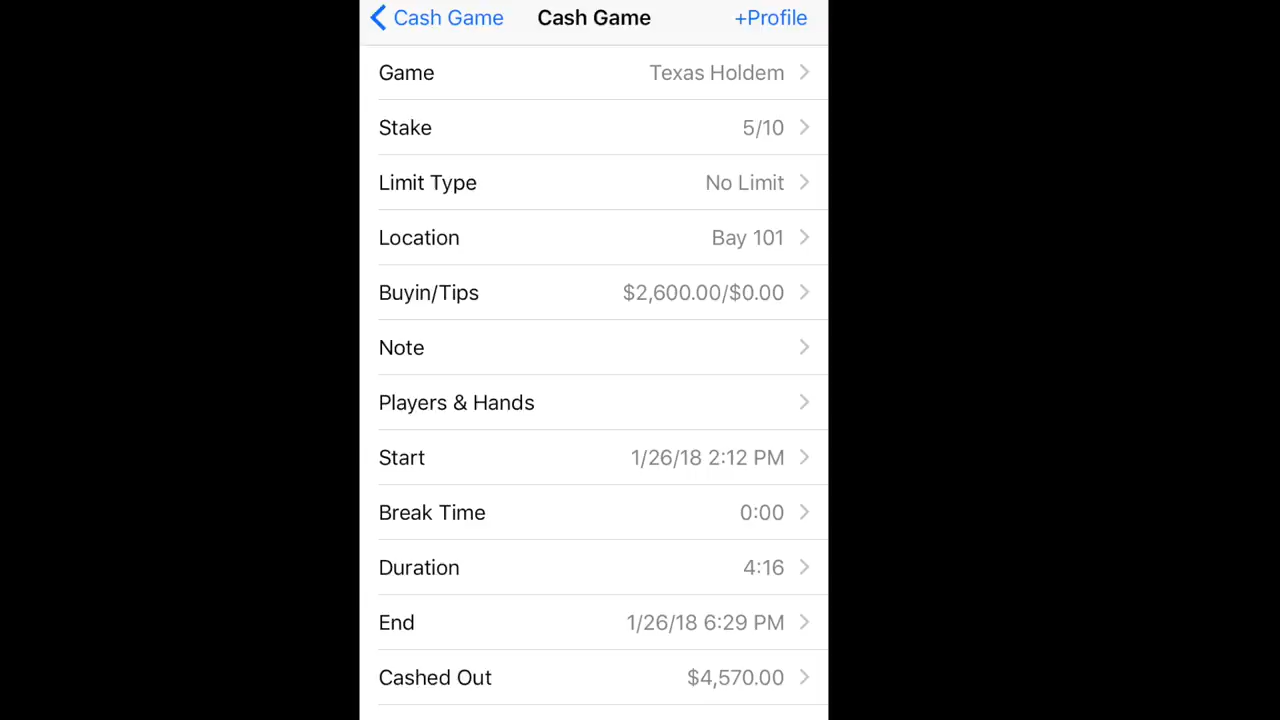 Cash Game Cash Game +Profile
Game Texas Holdem
Stake 5/10
Limit Type No Limit
Location Bay 101
Buyin/Tips $2,600.00/$0.00
Note
Players & Hands
Start 1/26/18 2:12 PM
Break Time 0:00
Duration 4:16
End 1/26/18 6:29 PM
Cashed Out $4,570.00